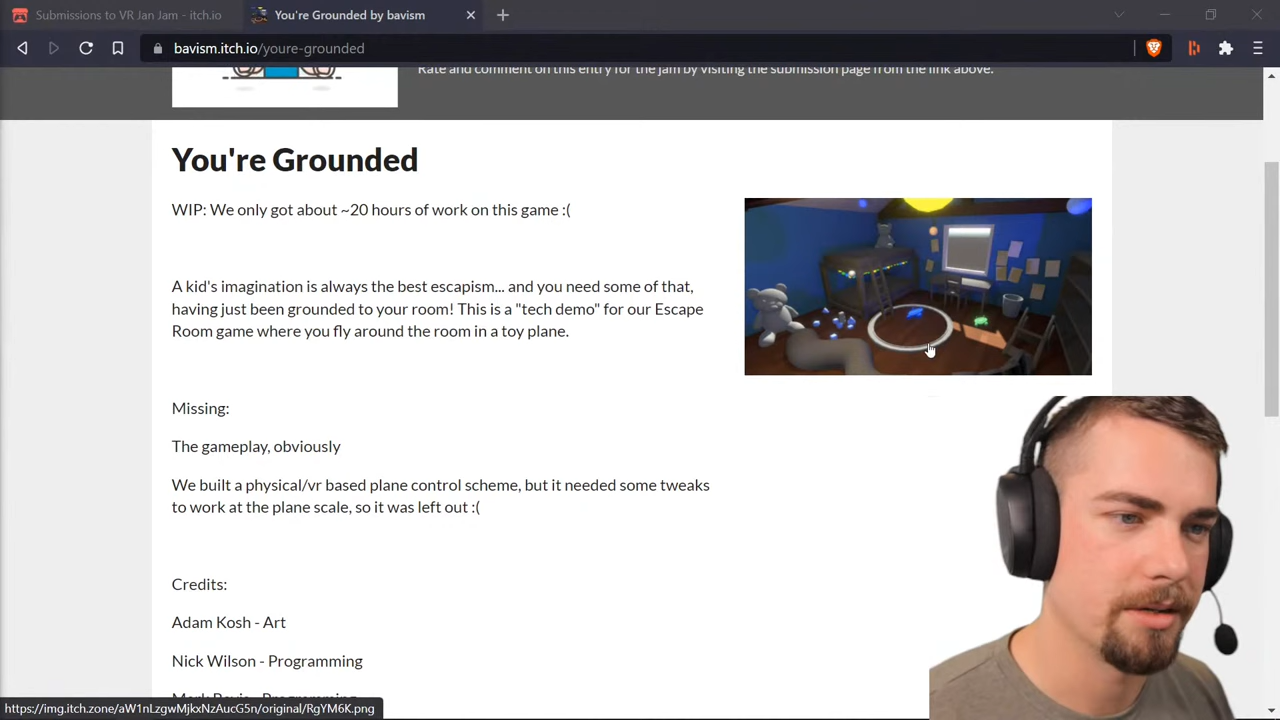 Submissions to VR Jan Jam - itch.io
You're Grounded by bavism
bavism.itch.io/youre-grounded
Rate and comment on this entry for the jam by visiting the submission page from the link above.
You're Grounded
WIP: We only got about ~20 hours of work on this game :(
A kid's imagination is always the best escapism... and you need some of that,
having just been grounded to your room! This is a "tech demo" for our Escape
Room game where you fly around the room in a toy plane.
Missing:
The gameplay, obviously
We built a physical/vr based plane control scheme, but it needed some tweaks
to work at the plane scale, so it was left out :(
Credits:
Adam Kosh - Art
Nick Wilson - Programming
https://img.itch.zone/aW1nLzgwMjkxNzAucG5n/original/RgYM6K.png